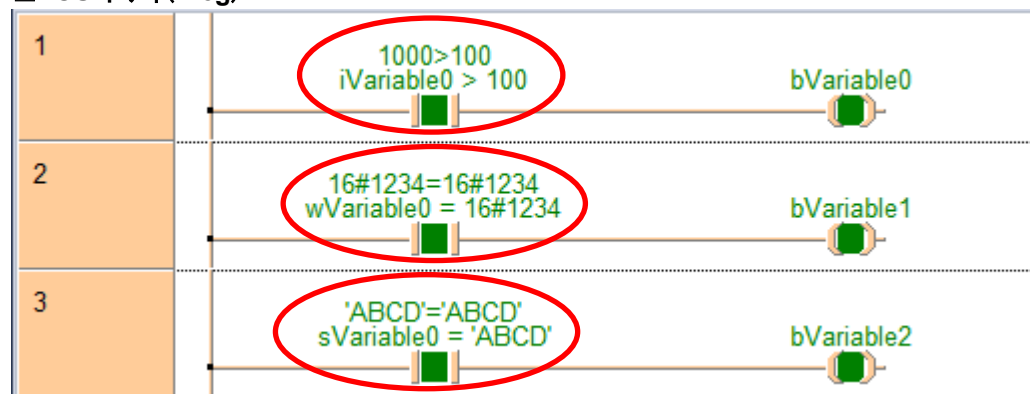 1
1000>100
iVariable0 > 100
bVariable0
2
16#1234=16#1234
wVariable0 = 16#1234
bVariable1
3
'ABCD'='ABCD'
sVariable0 = 'ABCD'
bVariable2